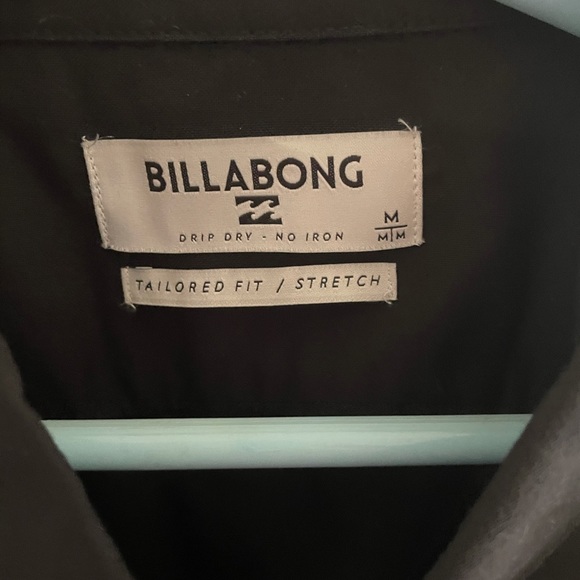 BILLABONG
DRIP DRY - NO IRON
M
M|M
TAILORED FIT / STRETCH